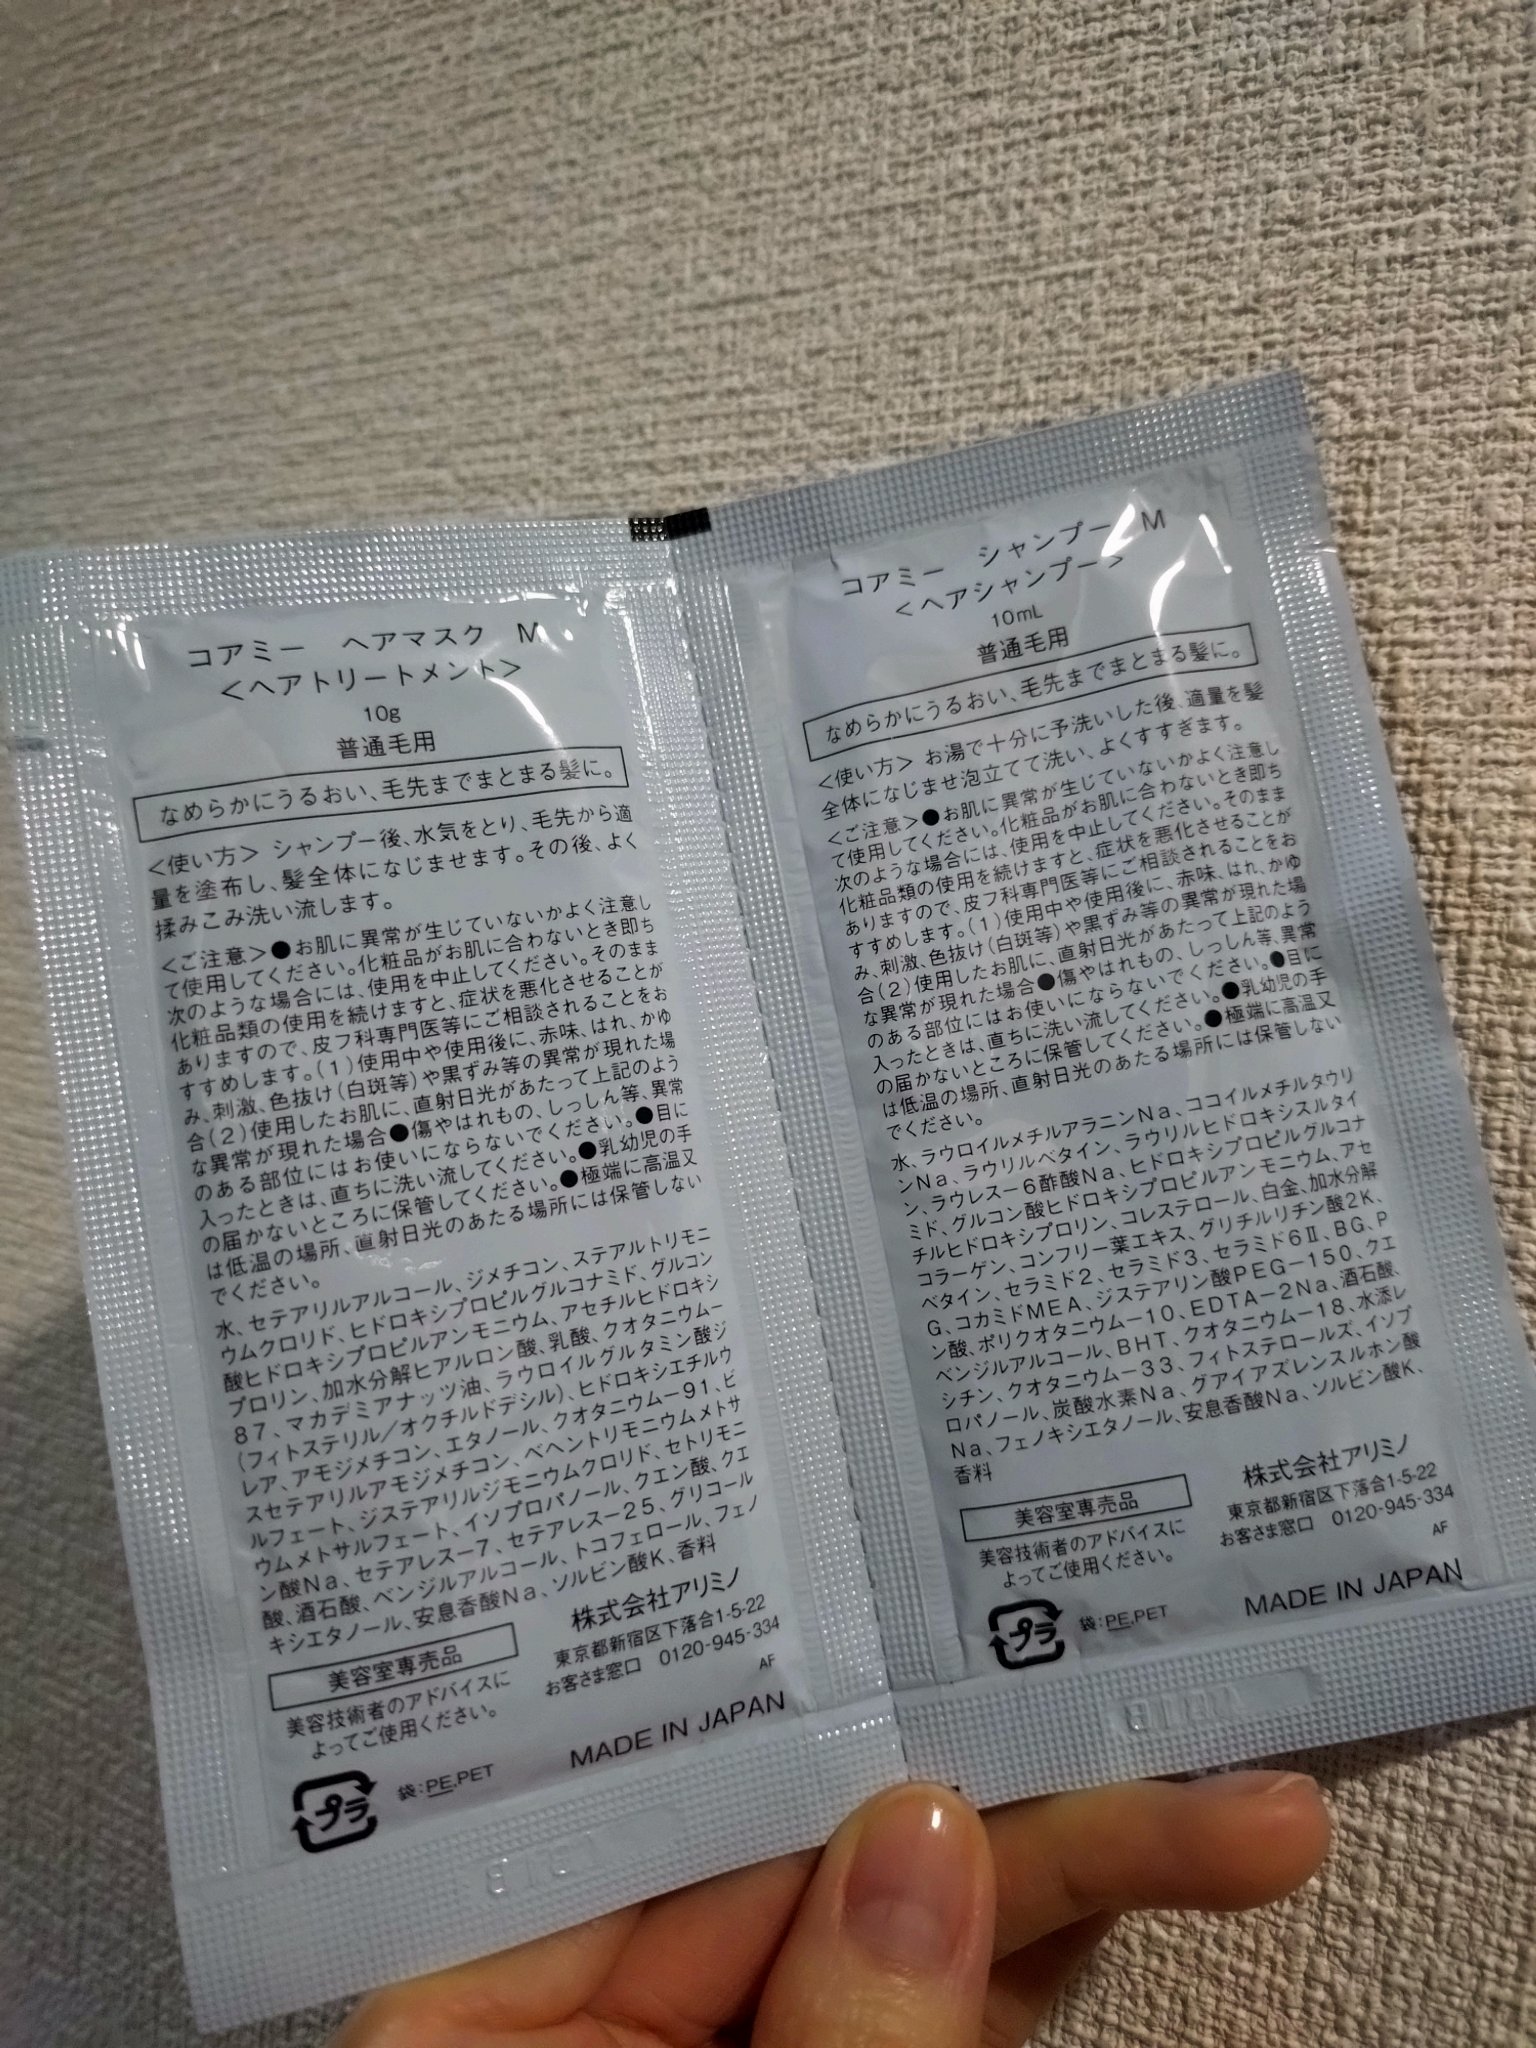 コアミー ヘアマスク M
<ヘアトリートメント>
10g
普通毛用
なめらかにうるおい、毛先までまとまる髪に。
<使い方> シャンプー後、水気をとり、毛先から適
量を塗布し、髪全体になじませます。その後、よく
揉みこみ洗い流します。
<ご注意>●お肌に異常が生じていないかよく注意し
て使用してください。化粧品がお肌に合わないとき即ち
次のような場合には、使用を中止してください。そのまま
化粧品類の使用を続けますと、症状を悪化させることが
ありますので、皮フ科専門医等にご相談されることをお
すすめします。(1)使用中や使用後に、赤味、はれ、かゆ
み、刺激、色抜け(白斑等)や黒ずみ等の異常が現れた場
合(2)使用したお肌に、直射日光があたって上記のよう
な異常が現れた場合●傷やはれもの、しっしん等、異常
のある部位にはお使いにならないでください。●目に
入ったときは、直ちに洗い流してください。●乳幼児の手
の届かないところに保管してください。●極端に高温又
は低温の場所、直射日光のあたる場所には保管しない
でください。
水、セテアリルアルコール、ジメチコン、ステアルトリモニ
ウムクロリド、ヒドロキシプロピルグルコナミド、グルコン
酸ヒドロキシプロピルアンモニウム、アセチルヒドロキシ
プロリン、加水分解ヒアルロン酸、乳酸、クオタニウムー
87、マカデミアナッツ油、ラウロイルグルタミン酸ジ
(フィトステリル/オクチルドデシル)、ヒドロキシエチルウ
レア、アモジメチコン、エタノール、クオタニウムー91、ビ
スセテアリルアモジメチコン、ベヘントリモニウムメトサ
ルフェート、ジステアリルジモニウムクロリド、セトリモニ
ウムメトサルフェート、イソプロパノール、クエン酸、クエ
ン酸Na、セテアレスー7、セテアレスー25、グリコール
酸、酒石酸、ベンジルアルコール、トコフェロール、フェノ
キシエタノール、安息香酸Na、ソルビン酸K、香料
美容室専売品
美容技術者のアドバイスに
よってご使用ください。
株式会社アリミノ
東京都新宿区下落合1-5-22
お客さま窓口 0120-945-334
AF
プラ
袋:PE,PET
MADE IN JAPAN
コアミー シャンプー M
<ヘアシャンプー>
10mL
普通毛用
なめらかにうるおい、毛先までまとまる髪に。
<使い方> お湯で十分に予洗いした後、適量を髪
全体になじませ泡立てて洗い、よくすすぎます。
<ご注意>●お肌に異常が生じていないかよく注意し
て使用してください。化粧品がお肌に合わないとき即ち
次のような場合には、使用を中止してください。そのまま
化粧品類の使用を続けますと、症状を悪化させることが
ありますので、皮フ科専門医等にご相談されることをお
すすめします。(1)使用中や使用後に、赤味、はれ、かゆ
み、刺激、色抜け(白斑等)や黒ずみ等の異常が現れた場
合(2)使用したお肌に、直射日光があたって上記のよう
な異常が現れた場合●傷やはれもの、しっしん等、異常
のある部位にはお使いにならないでください。●目に
入ったときは、直ちに洗い流してください。●乳幼児の手
の届かないところに保管してください。●極端に高温又
は低温の場所、直射日光のあたる場所には保管しない
でください。
水、ラウロイルメチルアラニンNa、ココイルメチルタウリ
ンNa、ラウリルベタイン、ラウリルヒドロキシスルタイ
ン、ラウレスー6酢酸Na、ヒドロキシプロピルグルコナ
ミド、グルコン酸ヒドロキシプロピルアンモニウム、アセ
チルヒドロキシプロリン、コレステロール、白金、加水分解
コラーゲン、コンフリー葉エキス、グリチルリチン酸2K、
ベタイン、セラミド2、セラミド3、セラミド6Ⅱ、BG、P
G、コカミドMEA、ジステアリン酸PEG-150、クエ
ン酸、ポリクオタニウムー10、EDTA-2Na、酒石酸、
ベンジルアルコール、BHT、クオタニウムー18、水添レ
シチン、クオタニウムー33、フィトステロールズ、イソプ
ロパノール、炭酸水素Na、グアイアズレンスルホン酸
Na、フェノキシエタノール、安息香酸Na、ソルビン酸K、
香料
美容室専売品
美容技術者のアドバイスに
よってご使用ください。
株式会社アリミノ
東京都新宿区下落合1-5-22
お客さま窓口 0120-945-334
AF
プラ
袋:PE,PET
MADE IN JAPAN